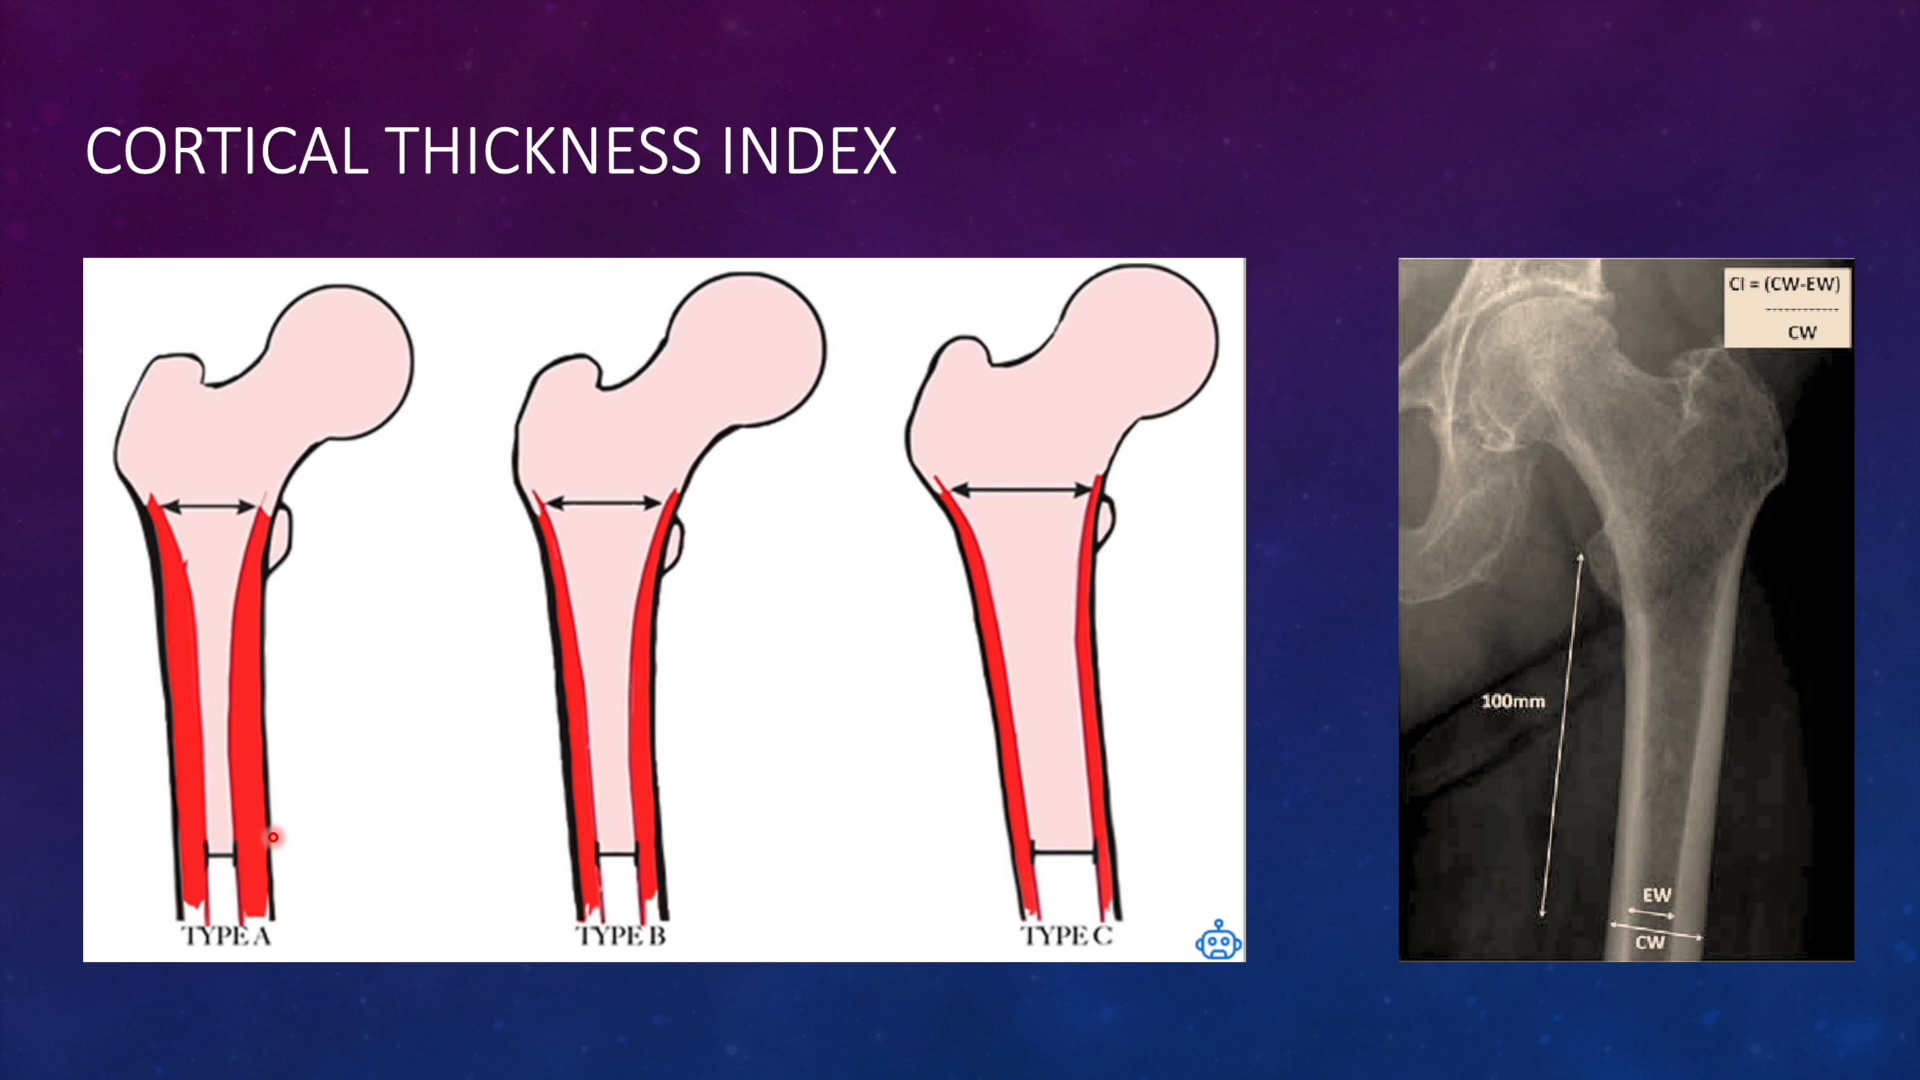 CORTICAL THICKNESS INDEX
TYPE A
TYPE B
TYPE C
CI = (CW-EW)
------------
CW
100mm
EW
CW